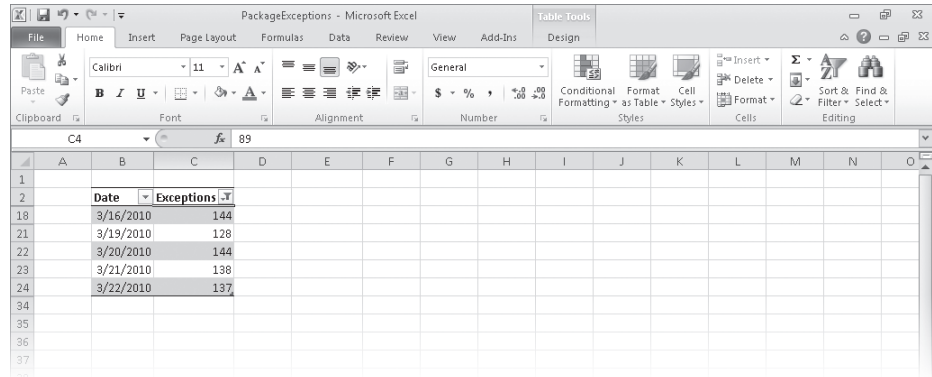 PackageExceptions - Microsoft Excel
Table Tools
File Home Insert Page Layout Formulas Data Review View Add-Ins Design
Paste
Calibri 11
General
Conditional Formatting
Format as Table
Cell Styles
Insert
Delete
Format
Sort & Filter
Find & Select
Clipboard Font Alignment Number Styles Cells Editing
C4 fx 89
A B C D E F G H I J K L M N O
1
2 Date Exceptions
18 3/16/2010 144
21 3/19/2010 128
22 3/20/2010 144
23 3/21/2010 138
24 3/22/2010 137
34
35
36
37